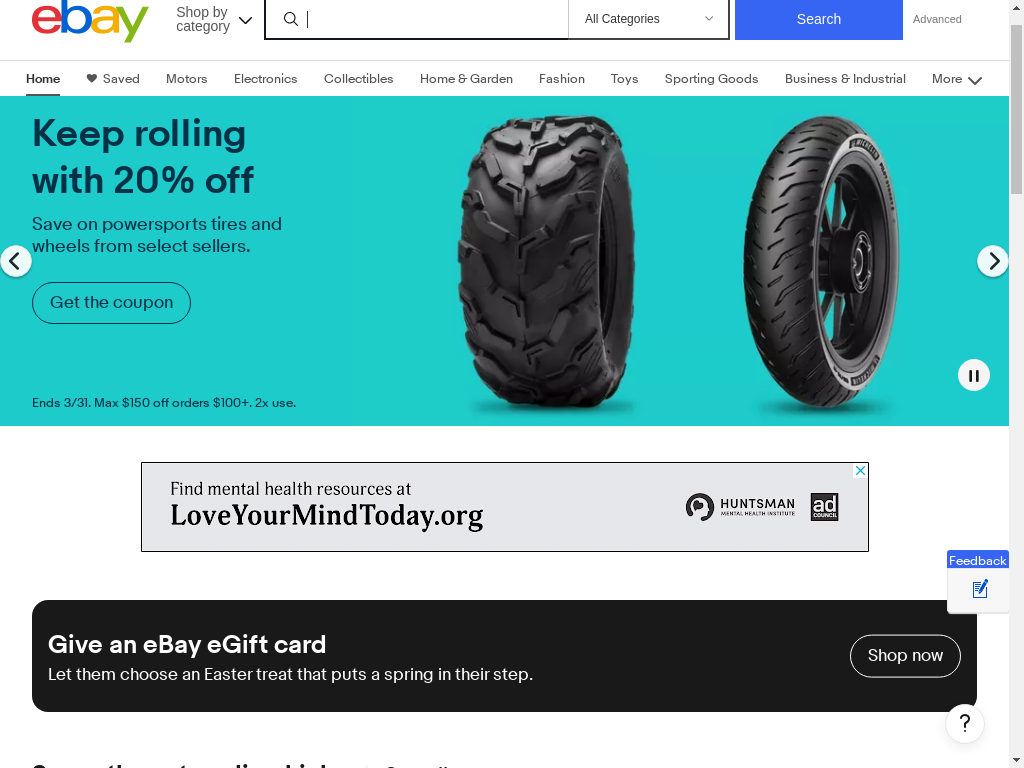 ebay
Shop by
category
All Categories
Search
Advanced
Home
Saved
Motors
Electronics
Collectibles
Home & Garden
Fashion
Toys
Sporting Goods
Business & Industrial
More
Keep rolling
with 20% off
Save on powersports tires and
wheels from select sellers.
Get the coupon
Ends 3/31. Max $150 off orders $100+. 2x use.
MICHELIN
Find mental health resources at
LoveYourMindToday.org
HUNTSMAN
MENTAL HEALTH INSTITUTE
ad
COUNCIL
Feedback
Give an eBay eGift card
Let them choose an Easter treat that puts a spring in their step.
Shop now
?